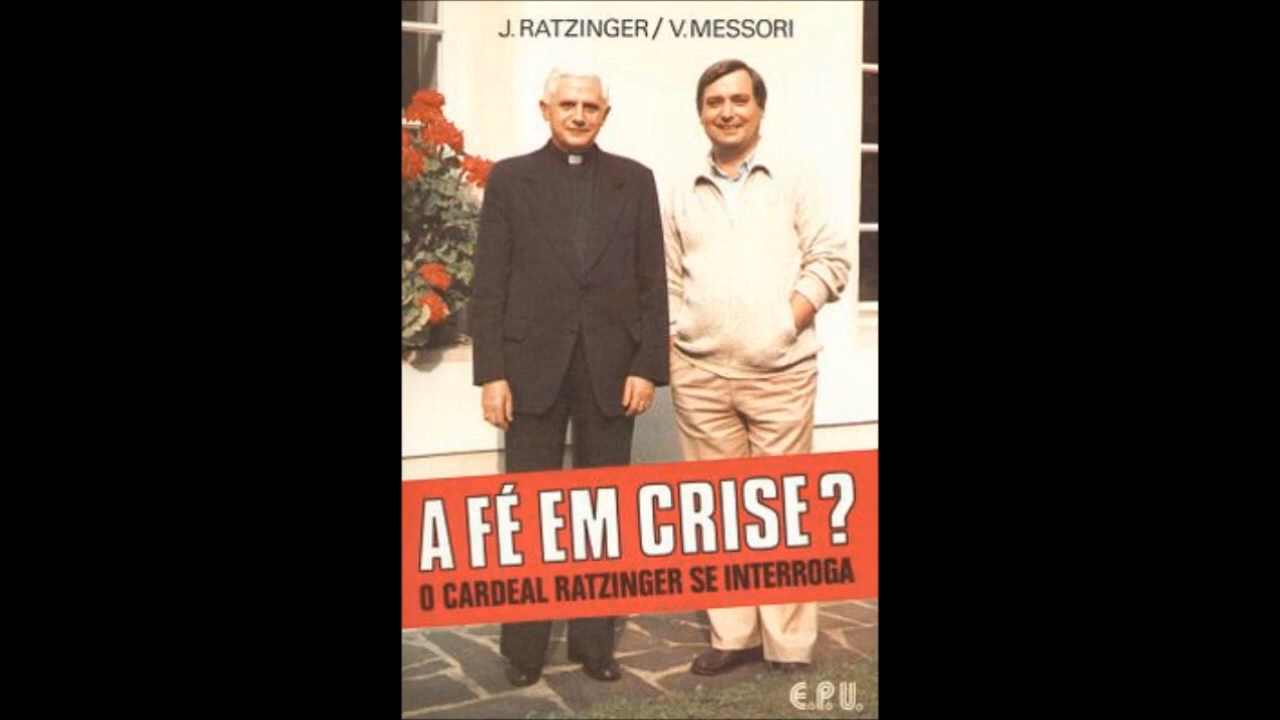 J. RATZINGER / V. MESSORI
A FÉ EM CRISE?
O CARDEAL RATZINGER SE INTERROGA
E.P.U.